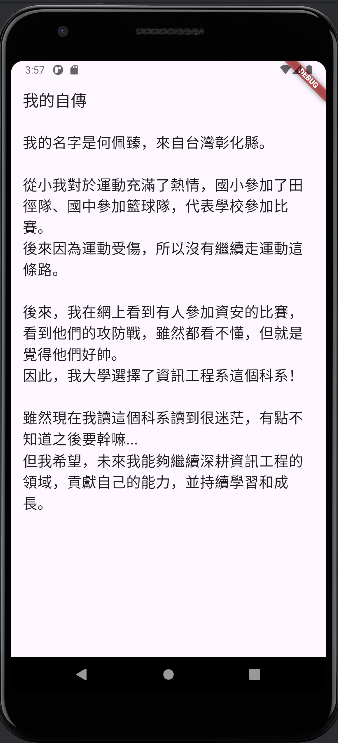 3:57
DEBUG
我的自傳
我的名字是何佩臻，來自台灣彰化縣。
從小我對於運動充滿了熱情，國小參加了田
徑隊、國中參加籃球隊，代表學校參加比
賽。
後來因為運動受傷，所以沒有繼續走運動這
條路。
後來，我在網上看到有人參加資安的比賽，
看到他們的攻防戰，雖然都看不懂，但就是
覺得他們好帥。
因此，我大學選擇了資訊工程系這個科系！
雖然現在我讀這個科系讀到很迷茫，有點不
知道之後要幹嘛...
但我希望，未來我能夠繼續深耕資訊工程的
領域，貢獻自己的能力，並持續學習和成
長。